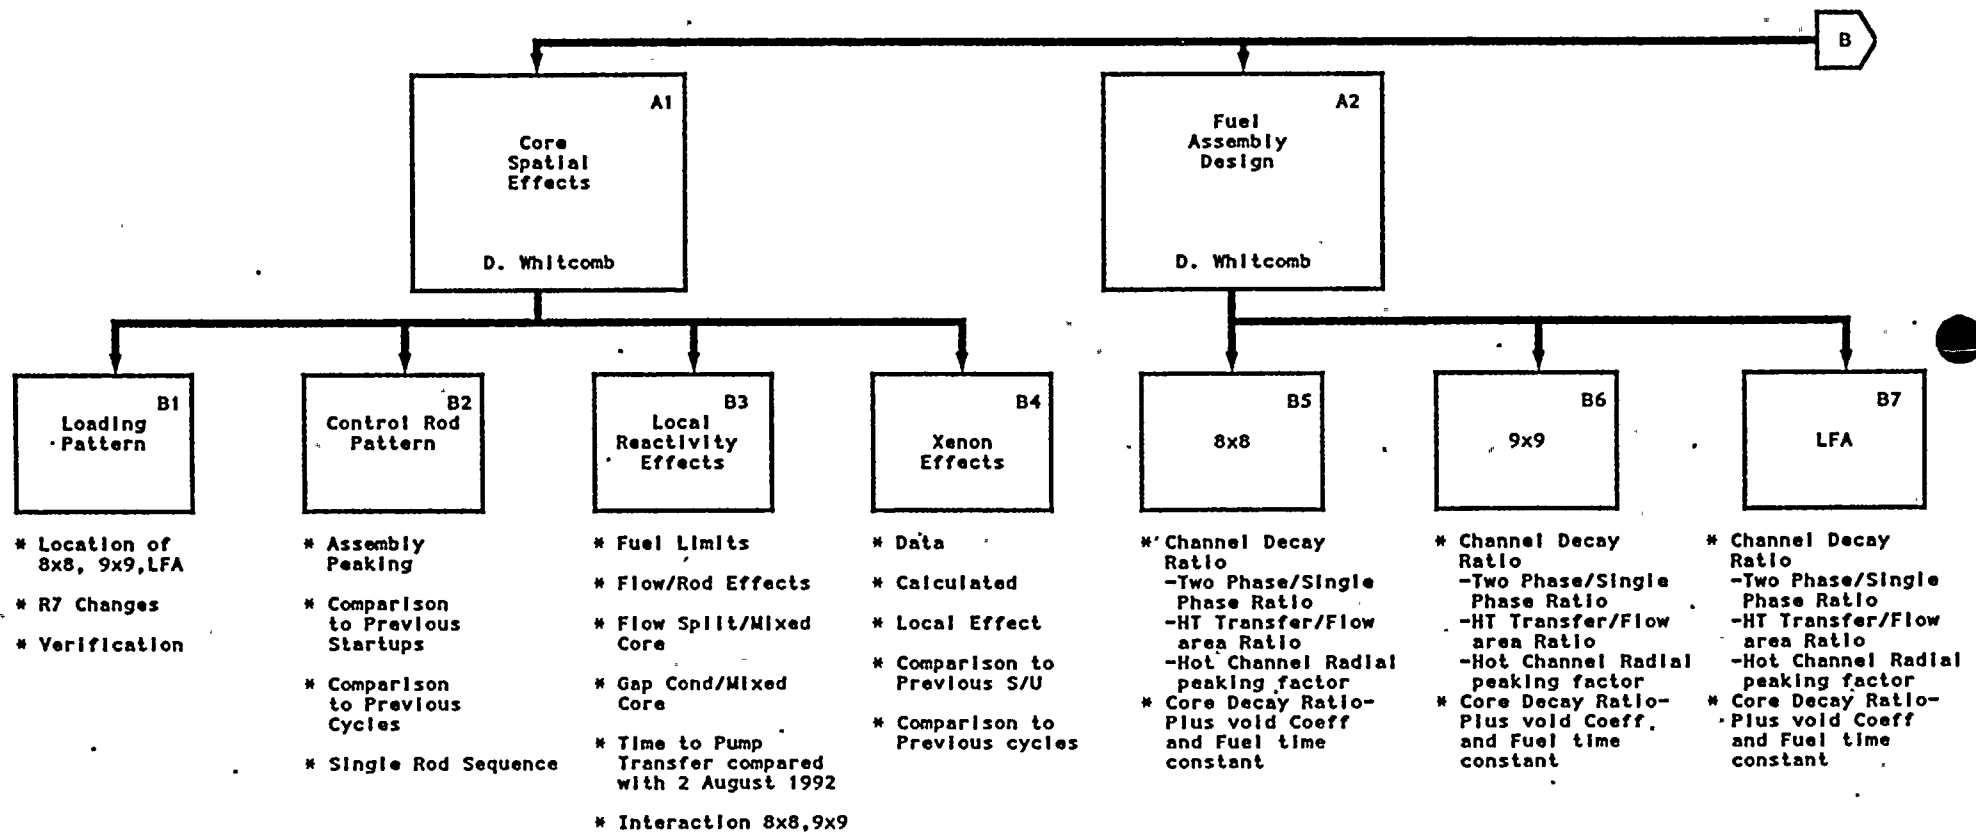 B
A1
Core
Spatial
Effects
D. Whitcomb
A2
Fuel
Assembly
Design
D. Whitcomb
B1
Loading
Pattern
* Location of
8x8, 9x9,LFA
* R7 Changes
* Verification
B2
Control Rod
Pattern
* Assembly
Peaking
* Comparison
to Previous
Startups
* Comparison
to Previous
Cycles
* Single Rod Sequence
B3
Local
Reactivity
Effects
* Fuel Limits
* Flow/Rod Effects
* Flow Split/Mixed
Core
* Gap Cond/Mixed
Core
* Time to Pump
Transfer compared
with 2 August 1992
* Interaction 8x8,9x9
B4
Xenon
Effects
* Data
* Calculated
* Local Effect
* Comparison to
Previous S/U
* Comparison to
Previous cycles
B5
8x8
* Channel Decay
Ratio
-Two Phase/Single
Phase Ratio
-HT Transfer/Flow
area Ratio
-Hot Channel Radial
peaking factor
* Core Decay Ratio-
Plus void Coeff
and Fuel time
constant
B6
9x9
* Channel Decay
Ratio
-Two Phase/Single
Phase Ratio
-HT Transfer/Flow
area Ratio
-Hot Channel Radial
peaking factor
* Core Decay Ratio-
Plus void Coeff
and Fuel time
constant
B7
LFA
* Channel Decay
Ratio
-Two Phase/Single
Phase Ratio
-HT Transfer/Flow
area Ratio
-Hot Channel Radial
peaking factor
* Core Decay Ratio-
Plus void Coeff
and Fuel time
constant